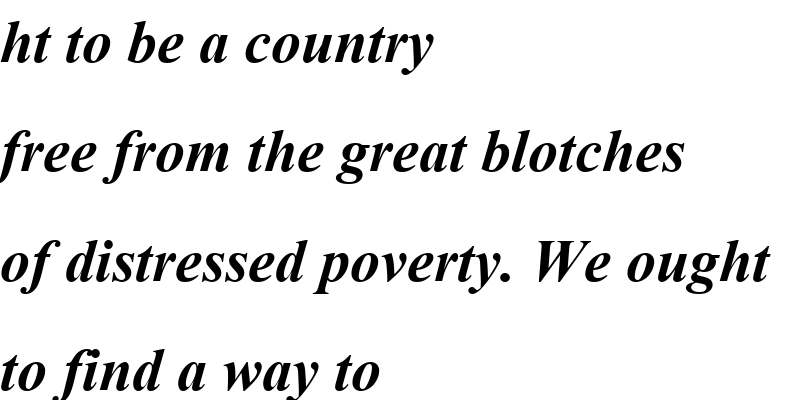 ht to be a country
free from the great blotches
of distressed poverty. We ought
to find a way to